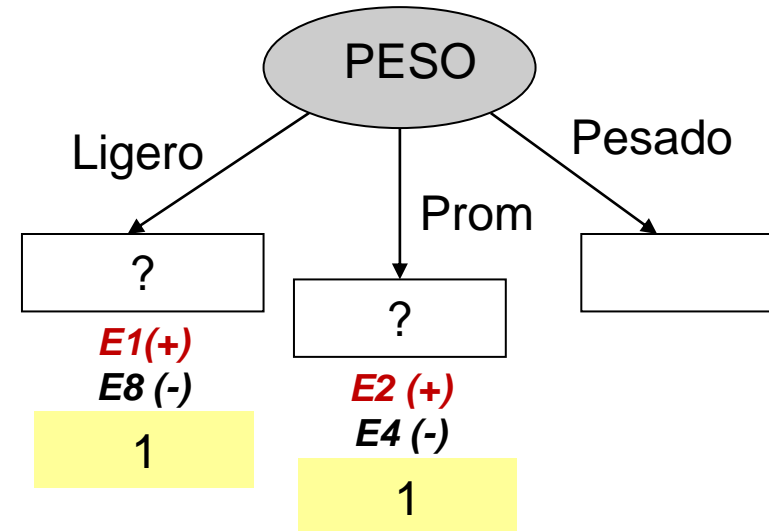 PESO
Ligero
Prom
Pesado
?
E1(+)
E8 (-)
1
?
E2 (+)
E4 (-)
1